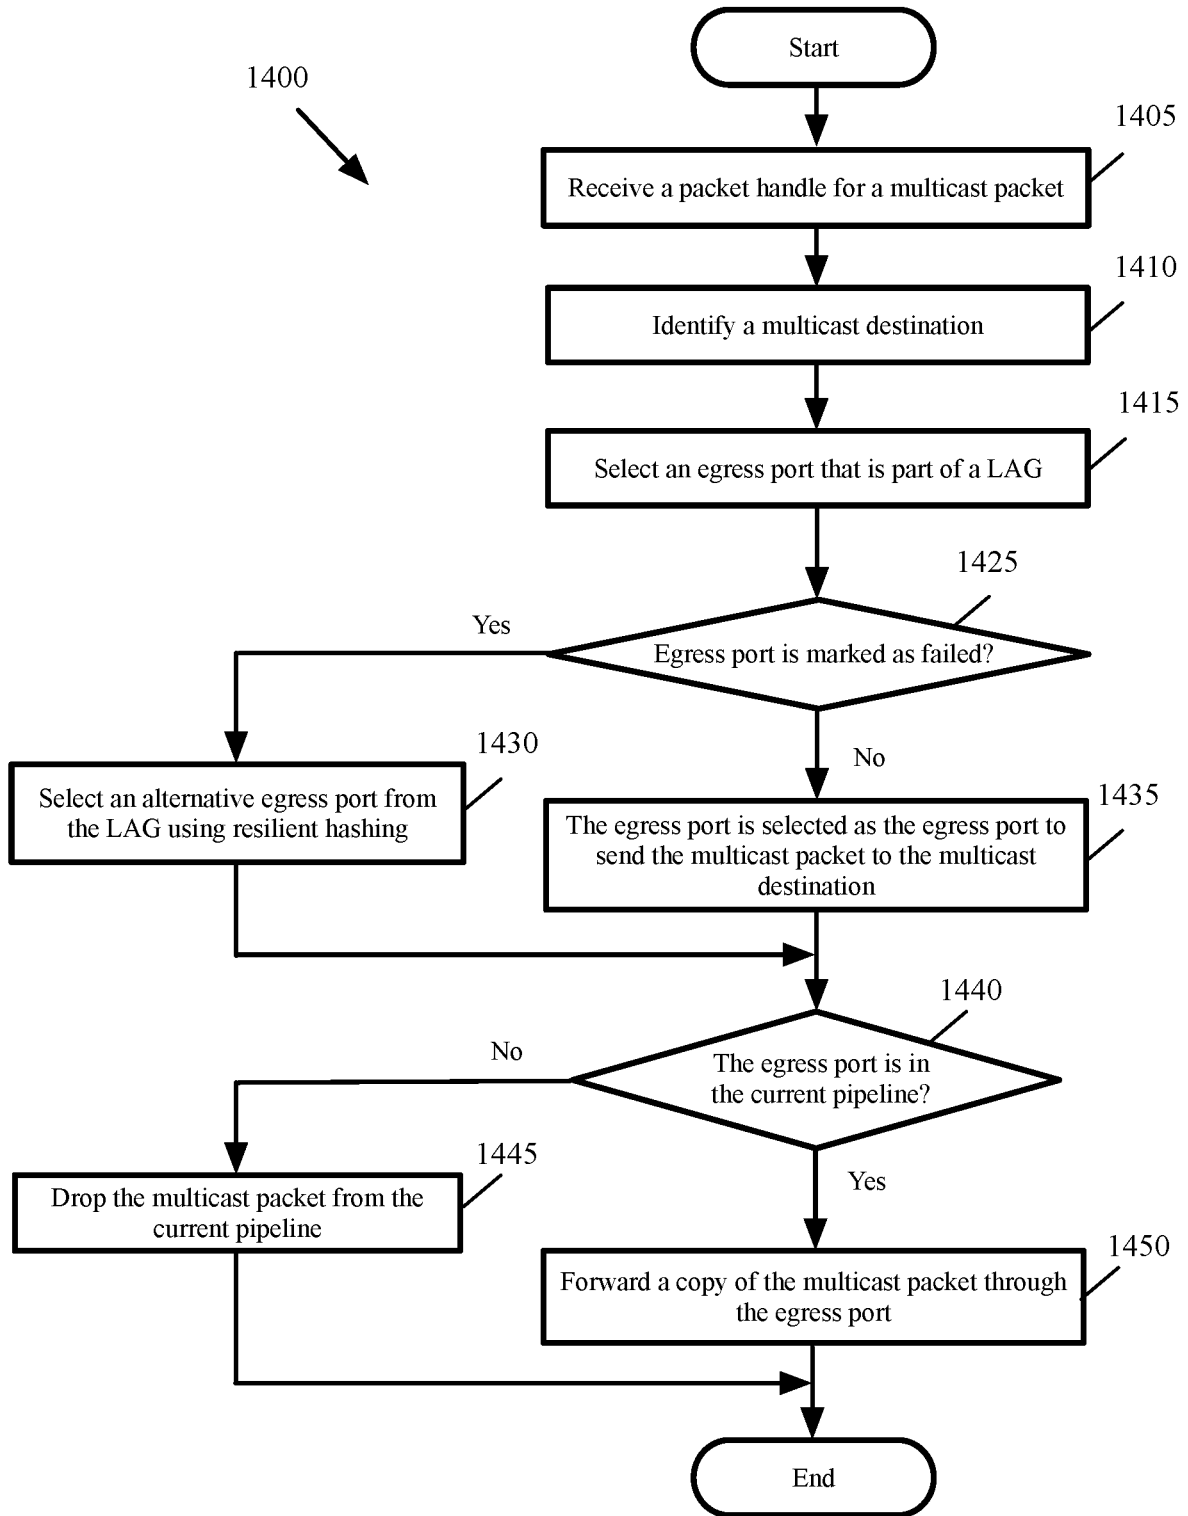 Start
1400
1405
Receive a packet handle for a multicast packet
1410
Identify a multicast destination
1415
Select an egress port that is part of a LAG
1425
Yes
Egress port is marked as failed?
1430
No
Select an alternative egress port from
the LAG using resilient hashing
1435
The egress port is selected as the egress port to
send the multicast packet to the multicast
destination
1440
No
The egress port is in
the current pipeline?
1445
Yes
Drop the multicast packet from the
current pipeline
1450
Forward a copy of the multicast packet through
the egress port
End